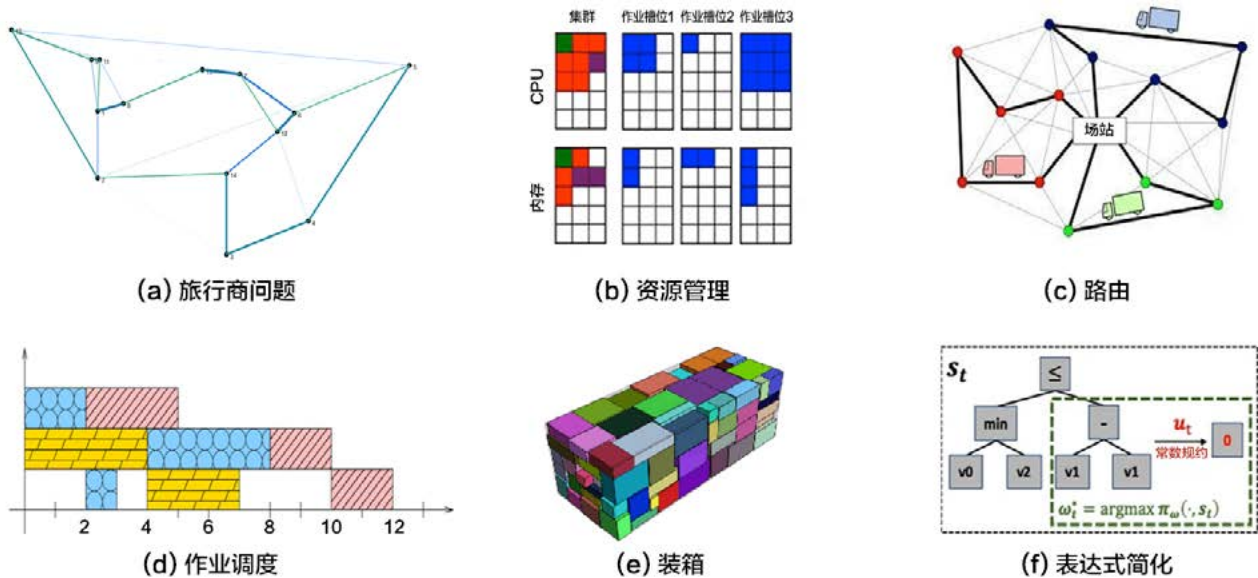 集群 作业槽位1 作业槽位2 作业槽位3
CPU
内存
场站
(a) 旅行商问题
(b) 资源管理
(c) 路由
2 4 6 8 10 12
(d) 作业调度
(e) 装箱
s_t
≤
min -
v0 v2 v1 v1
u_t
常数规约
0
ω_t^* = argmax π_ω(·, s_t)
(f) 表达式简化